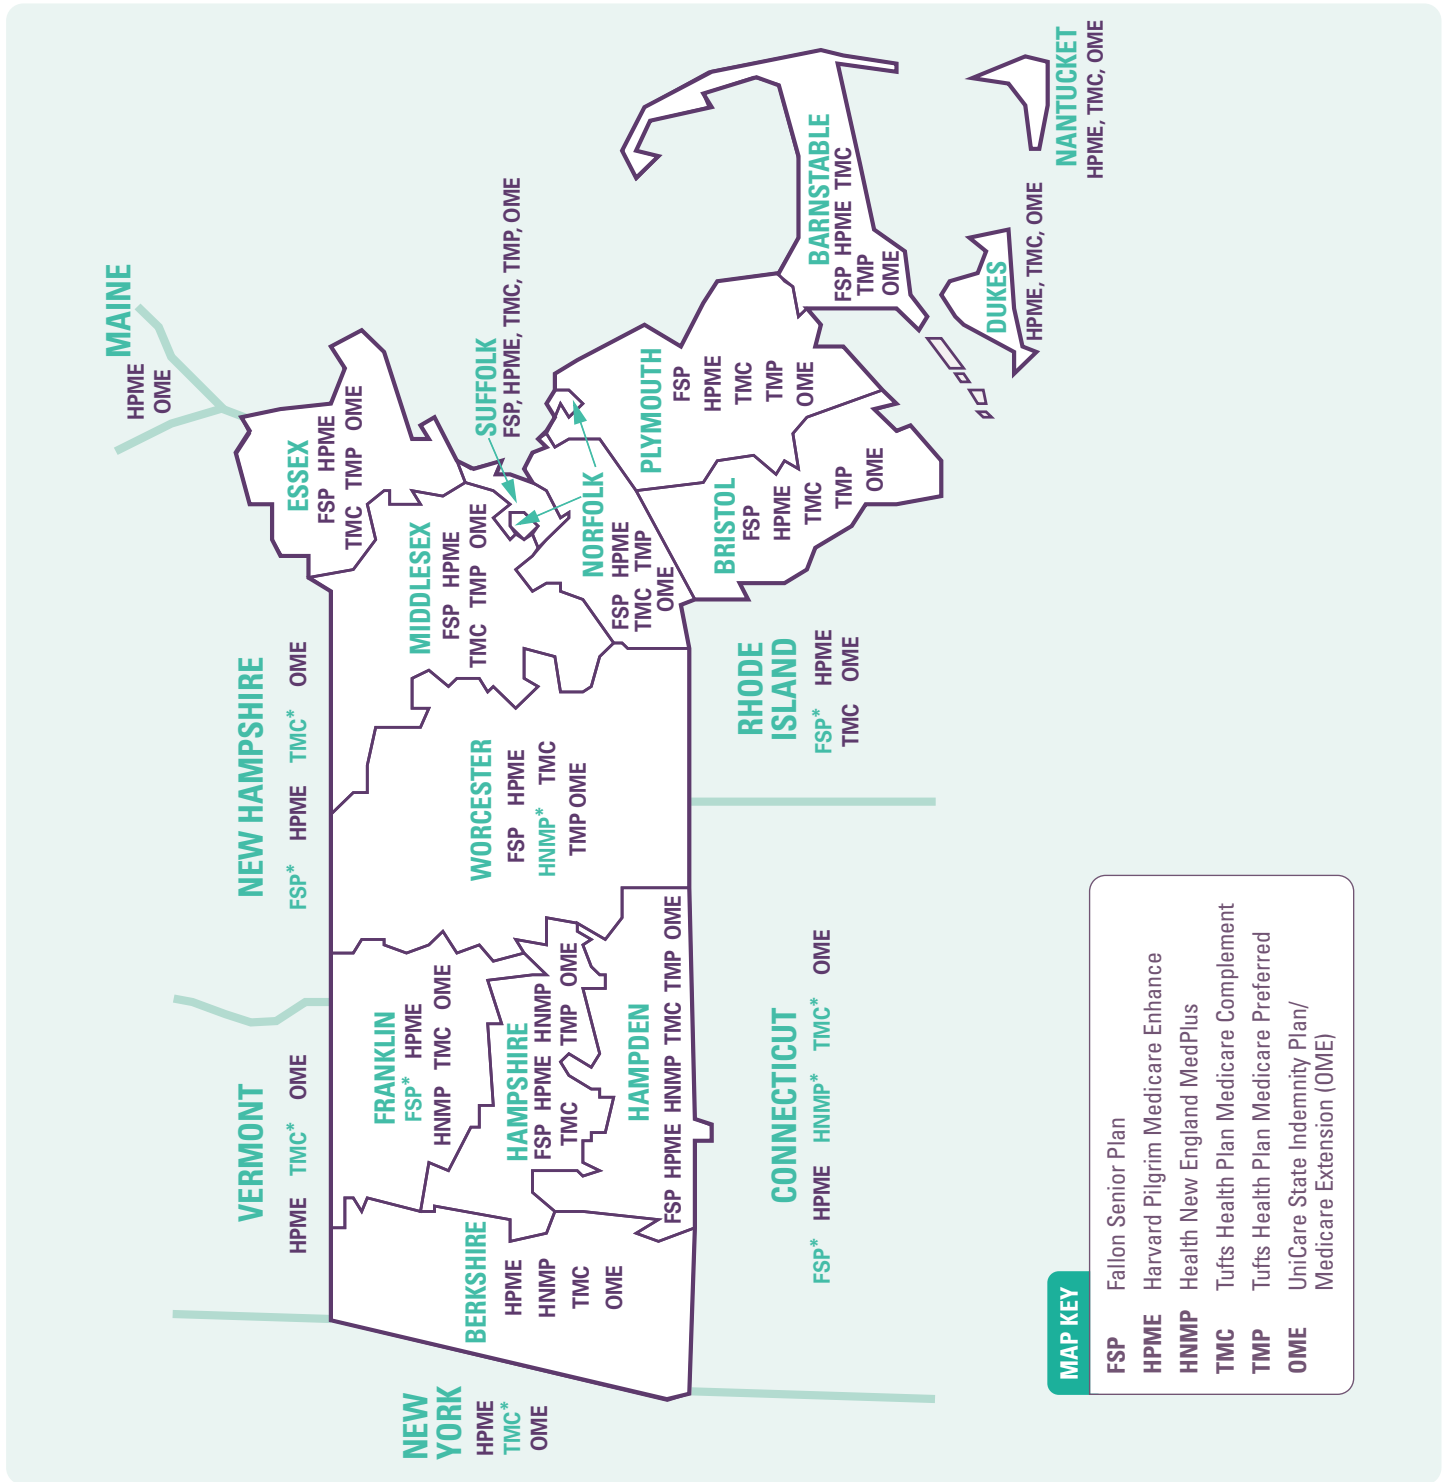 MAINE
HPME
OME
NEW HAMPSHIRE
FSP* HPME TMC* OME
VERMONT
HPME TMC* OME
NEW
YORK
HPME
TMC*
OME
ESSEX
FSP HPME
TMC TMP OME
MIDDLESEX
FSP HPME
TMC TMP OME
SUFFOLK
FSP, HPME, TMC, TMP, OME
NORFOLK
FSP HPME
TMC TMP
OME
WORCESTER
FSP HPME
HNMP* TMC
TMP OME
FRANKLIN
FSP* HPME
HNMP TMC OME
HAMPSHIRE
FSP HPME HNMP
TMC TMP OME
HAMPDEN
FSP HPME HNMP TMC TMP OME
BERKSHIRE
HPME
HNMP
TMC
OME
PLYMOUTH
FSP
HPME
TMC
TMP
OME
BRISTOL
FSP
HPME
TMC
TMP
OME
BARNSTABLE
FSP HPME TMC
TMP
OME
DUKES
HPME, TMC, OME
NANTUCKET
HPME, TMC, OME
RHODE
ISLAND
FSP* HPME
TMC OME
CONNECTICUT
FSP* HPME HNMP* TMC* OME
MAP KEY
FSP Fallon Senior Plan
HPME Harvard Pilgrim Medicare Enhance
HNMP Health New England MedPlus
TMC Tufts Health Plan Medicare Complement
TMP Tufts Health Plan Medicare Preferred
OME UniCare State Indemnity Plan/
Medicare Extension (OME)